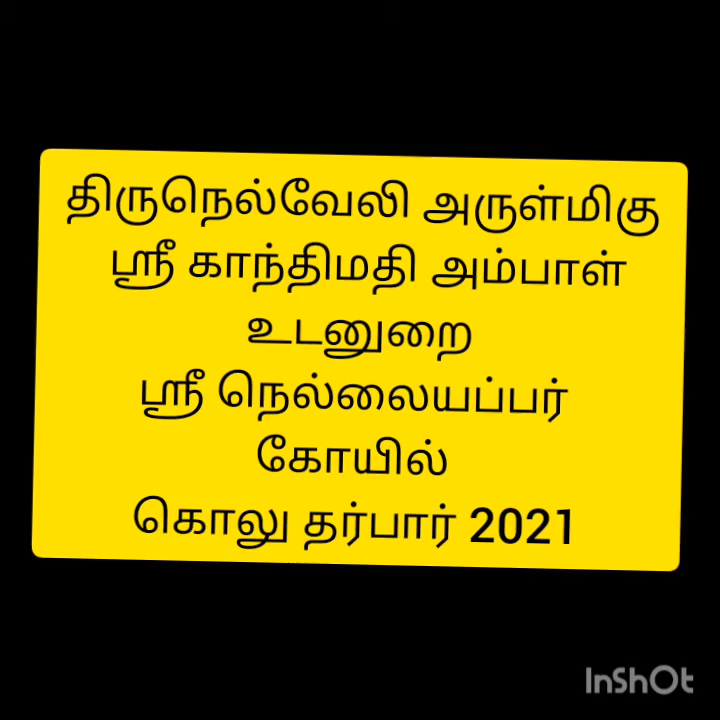 திருநெல்வேலி அருள்மிகு
ஸ்ரீ காந்திமதி அம்பாள்
உடனுறை
ஸ்ரீ நெல்லையப்பர்
கோயில்
கொலு தர்பார் 2021
InShOt